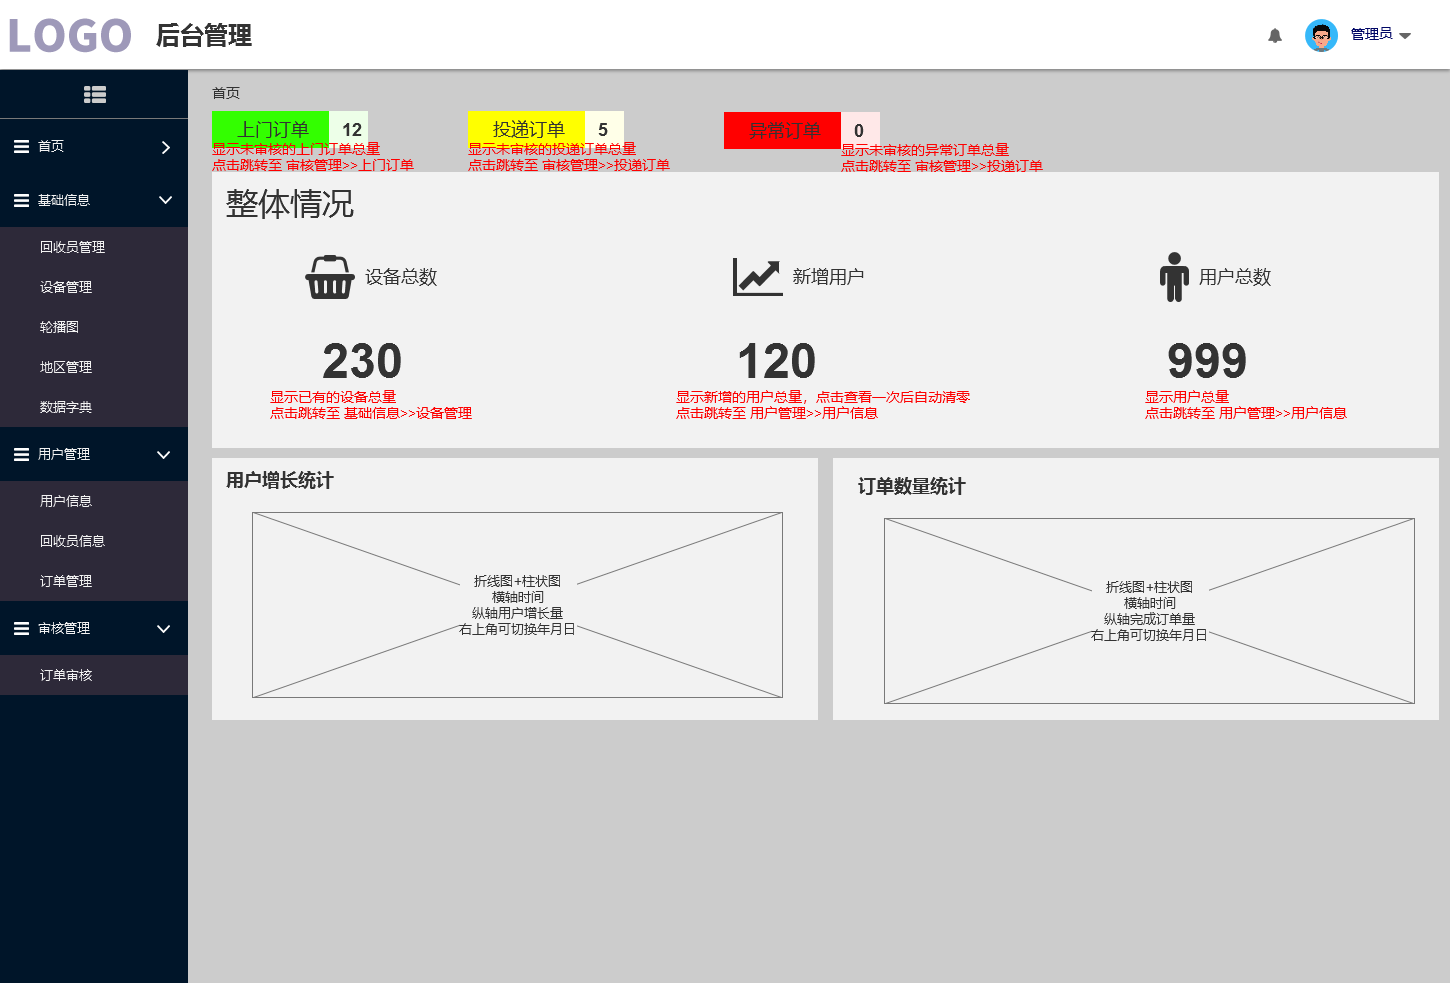 LOGO
后台管理
管理员
首页
基础信息
回收员管理
设备管理
轮播图
地区管理
数据字典
用户管理
用户信息
回收员信息
订单管理
审核管理
订单审核
首页
上门订单 12
显示未审核的上门订单总量
点击跳转至 审核管理>>上门订单
投递订单 5
显示未审核的投递订单总量
点击跳转至 审核管理>>投递订单
异常订单 0
显示未审核的异常订单总量
点击跳转至 审核管理>>投递订单
整体情况
设备总数
230
显示已有的设备总量
点击跳转至 基础信息>>设备管理
新增用户
120
显示新增的用户总量，点击查看一次后自动清零
点击跳转至 用户管理>>用户信息
用户总数
999
显示用户总量
点击跳转至 用户管理>>用户信息
用户增长统计
折线图+柱状图
横轴时间
纵轴用户增长量
右上角可切换年月日
订单数量统计
折线图+柱状图
横轴时间
纵轴完成订单量
右上角可切换年月日